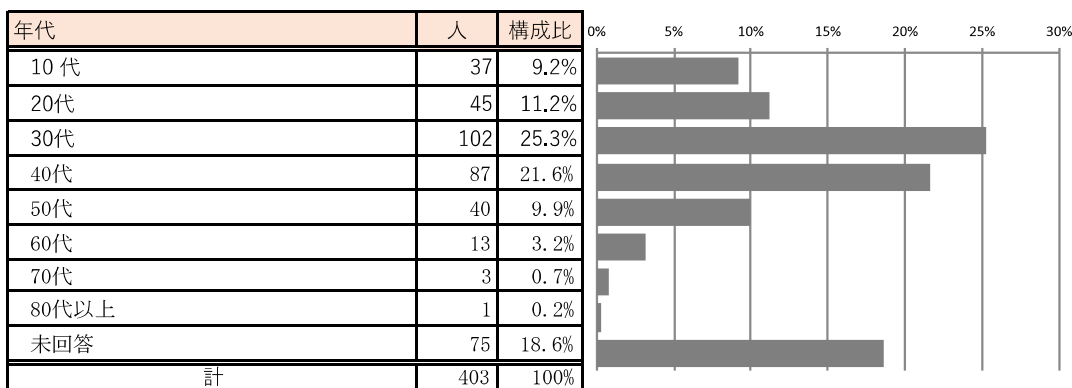 年代 人 構成比 0% 5% 10% 15% 20% 25% 30%
10 代 37 9.2%
20代 45 11.2%
30代 102 25.3%
40代 87 21.6%
50代 40 9.9%
60代 13 3.2%
70代 3 0.7%
80代以上 1 0.2%
未回答 75 18.6%
計 403 100%